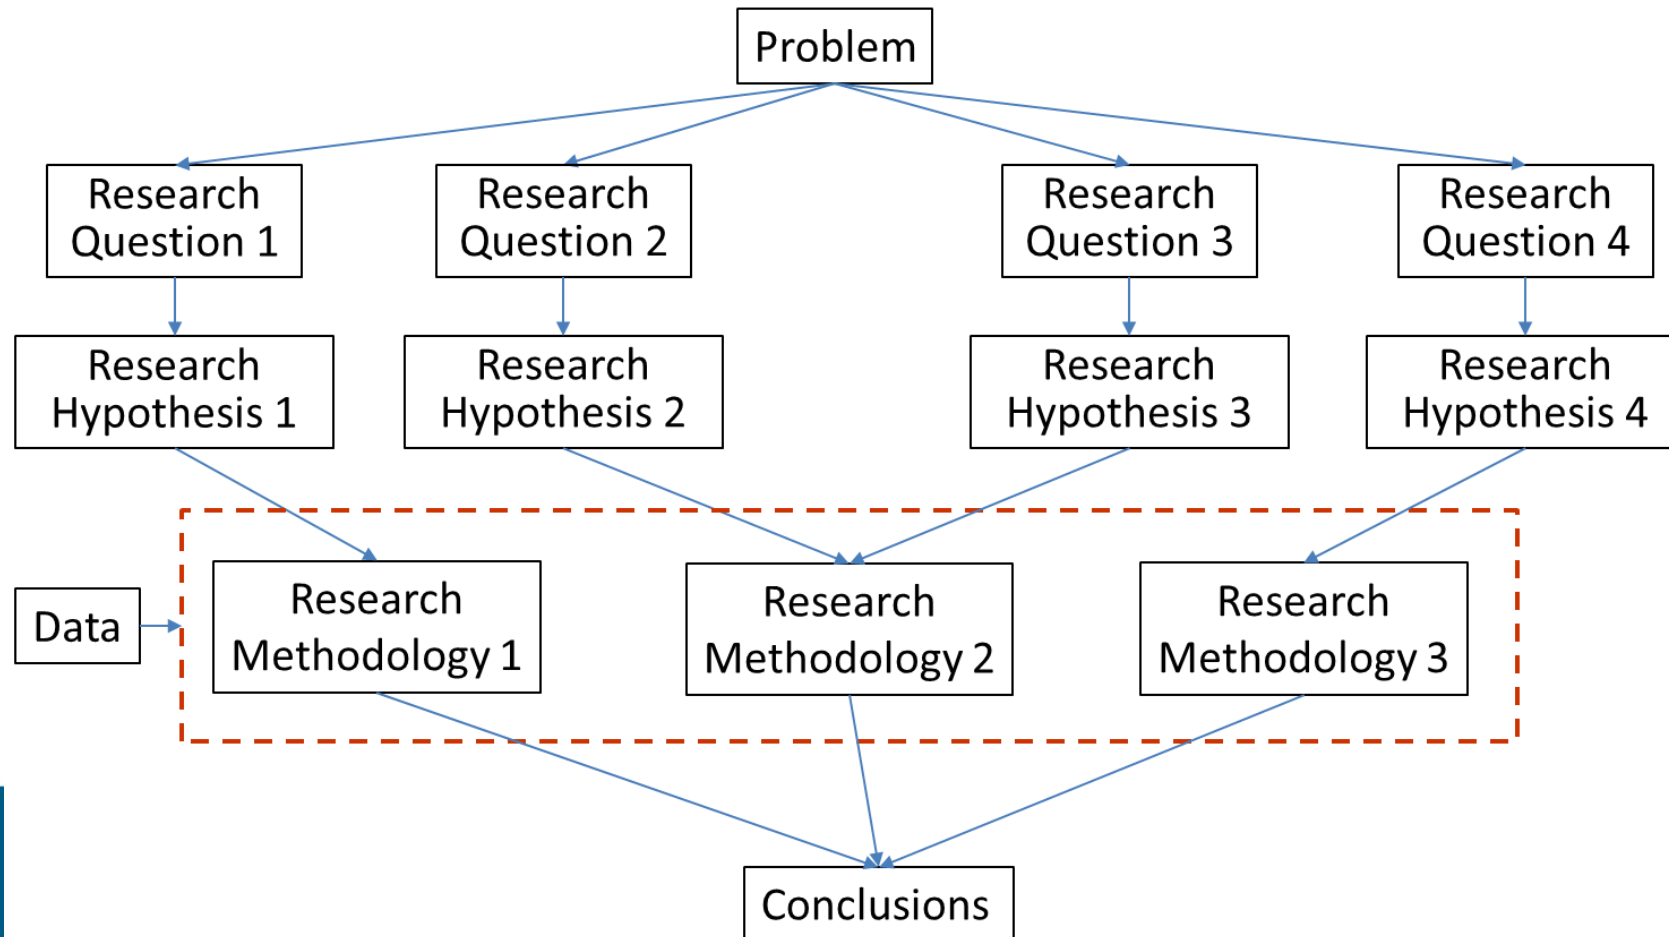 Problem
Research
Question 1
Research
Question 2
Research
Question 3
Research
Question 4
Research
Hypothesis 1
Research
Hypothesis 2
Research
Hypothesis 3
Research
Hypothesis 4
Data
Research
Methodology 1
Research
Methodology 2
Research
Methodology 3
Conclusions